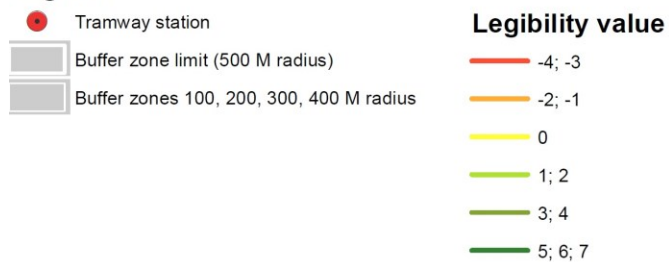 Tramway station
Buffer zone limit (500 M radius)
Buffer zones 100, 200, 300, 400 M radius
Legibility value
-4; -3
-2; -1
0
1; 2
3; 4
5; 6; 7